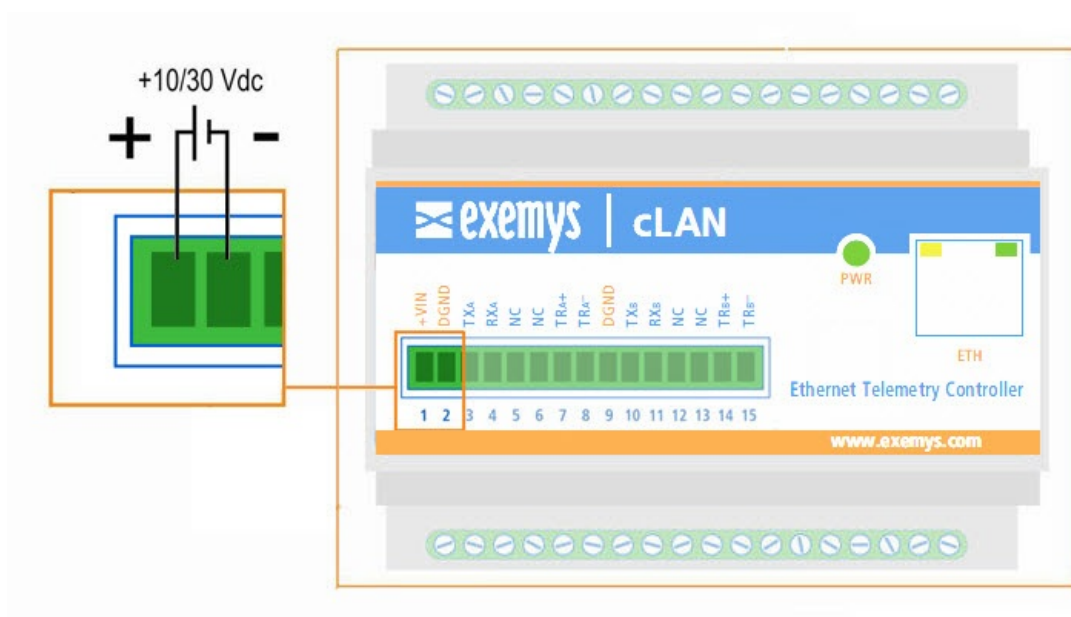 +10/30 Vdc
+ -
exemys | cLAN
PWR
+VIN DGND TXA RXA NC NC TRA+ TRA- DGND TXB RXB NC NC TRB+ TRB-
ETH
Ethernet Telemetry Controller
1 2 3 4 5 6 7 8 9 10 11 12 13 14 15
www.exemys.com